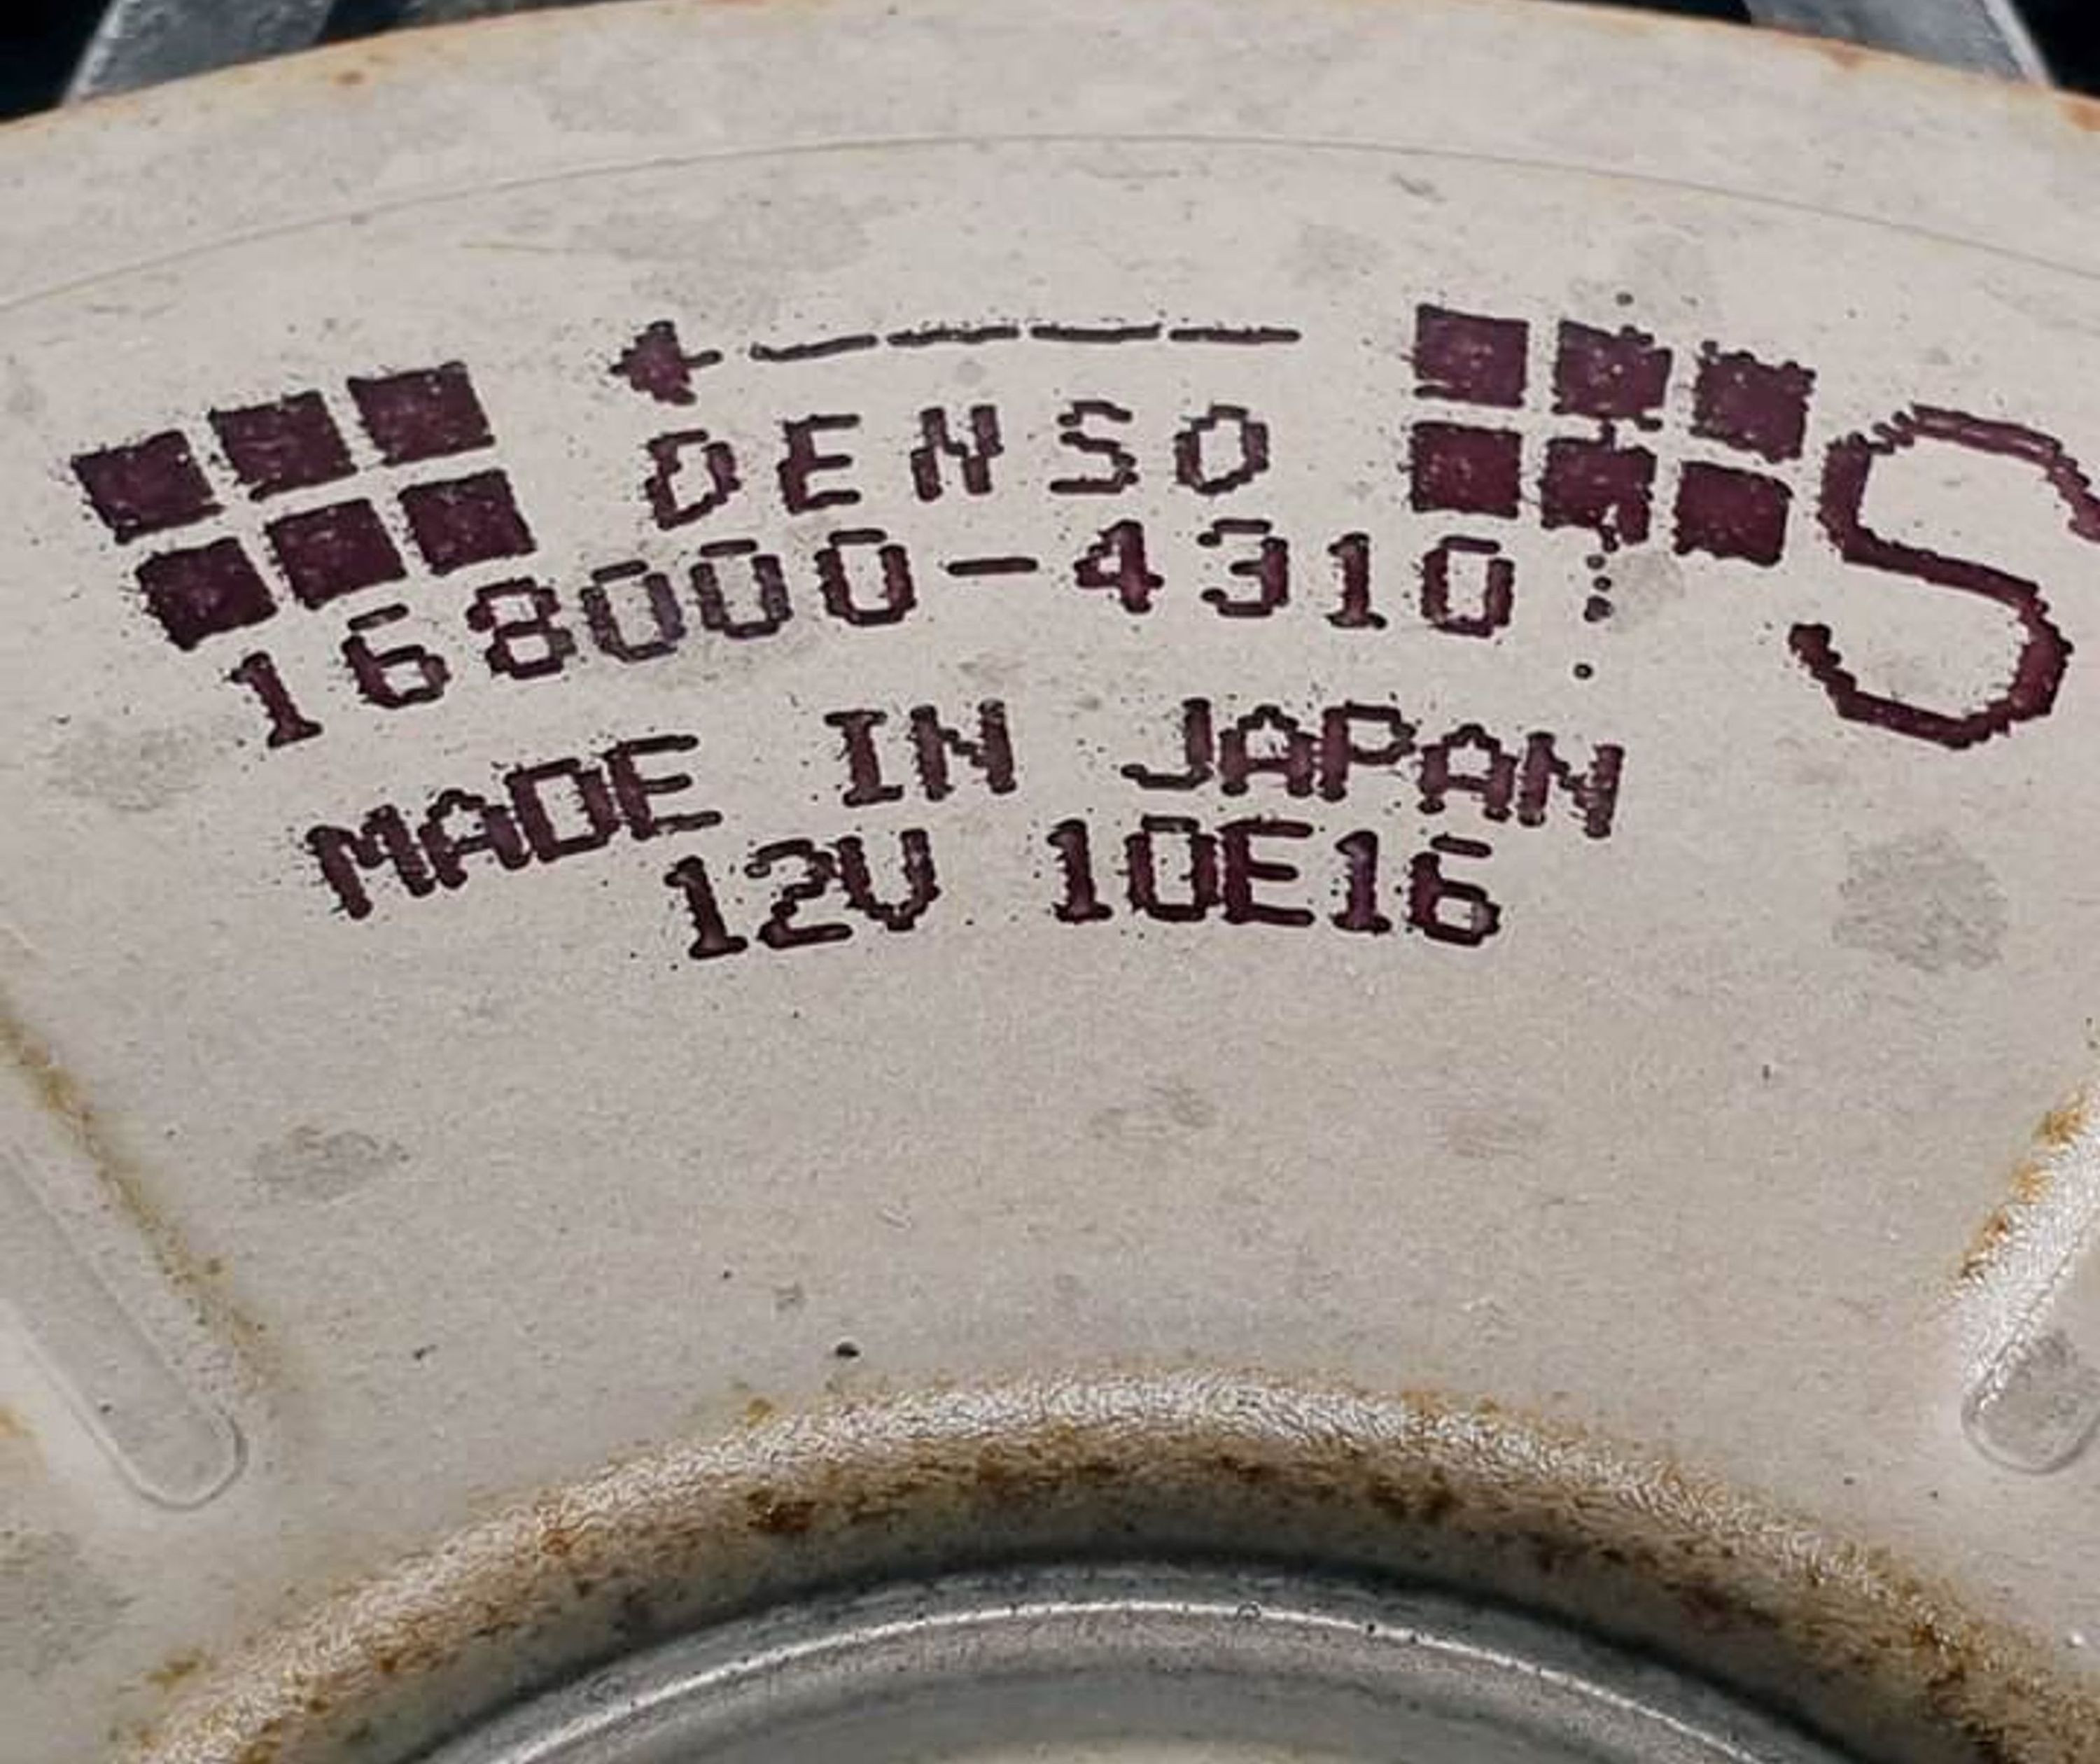 DENSO
S
168000-4310
MADE IN JAPAN
12V 10E16